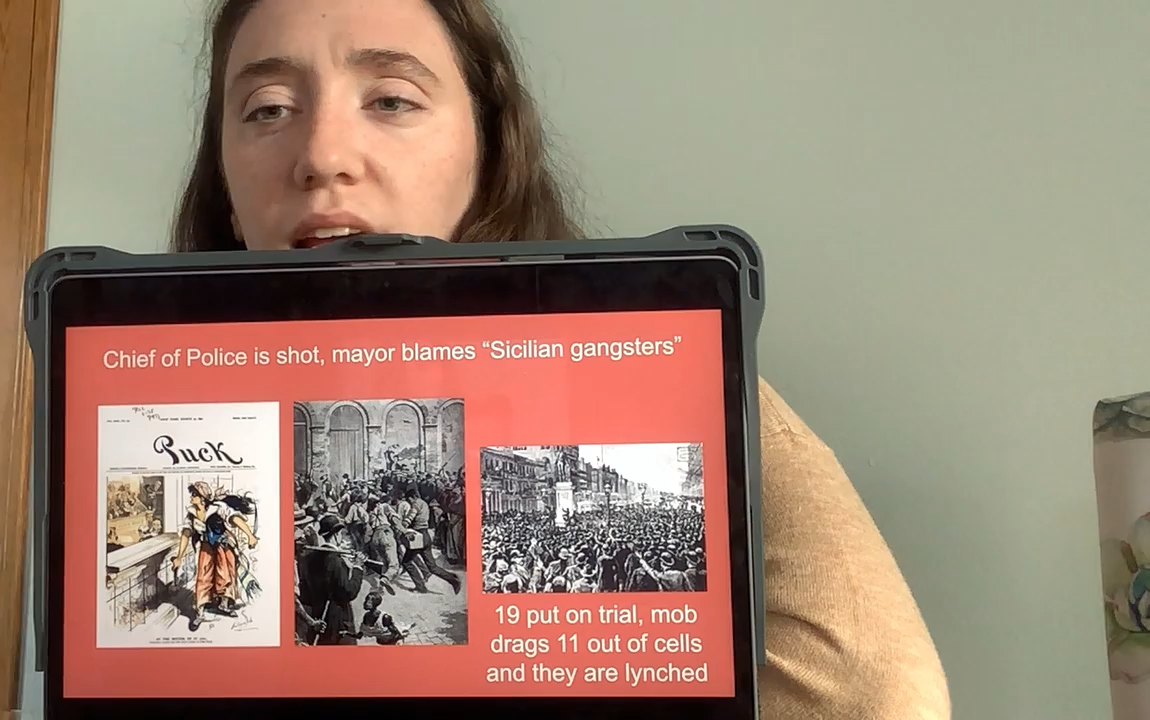 Chief of Police is shot, mayor blames “Sicilian gangsters”
Puck
19 put on trial, mob
drags 11 out of cells
and they are lynched